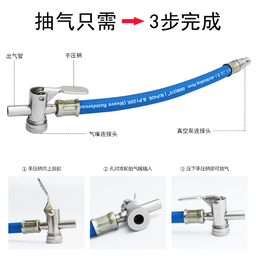 抽气只需 → 3步完成
出气管
手压柄
气嘴连接头
真空泵连接头
① 手压柄向上扳起
② 孔对准轮胎气嘴插入
③ 压下手压柄即可放气